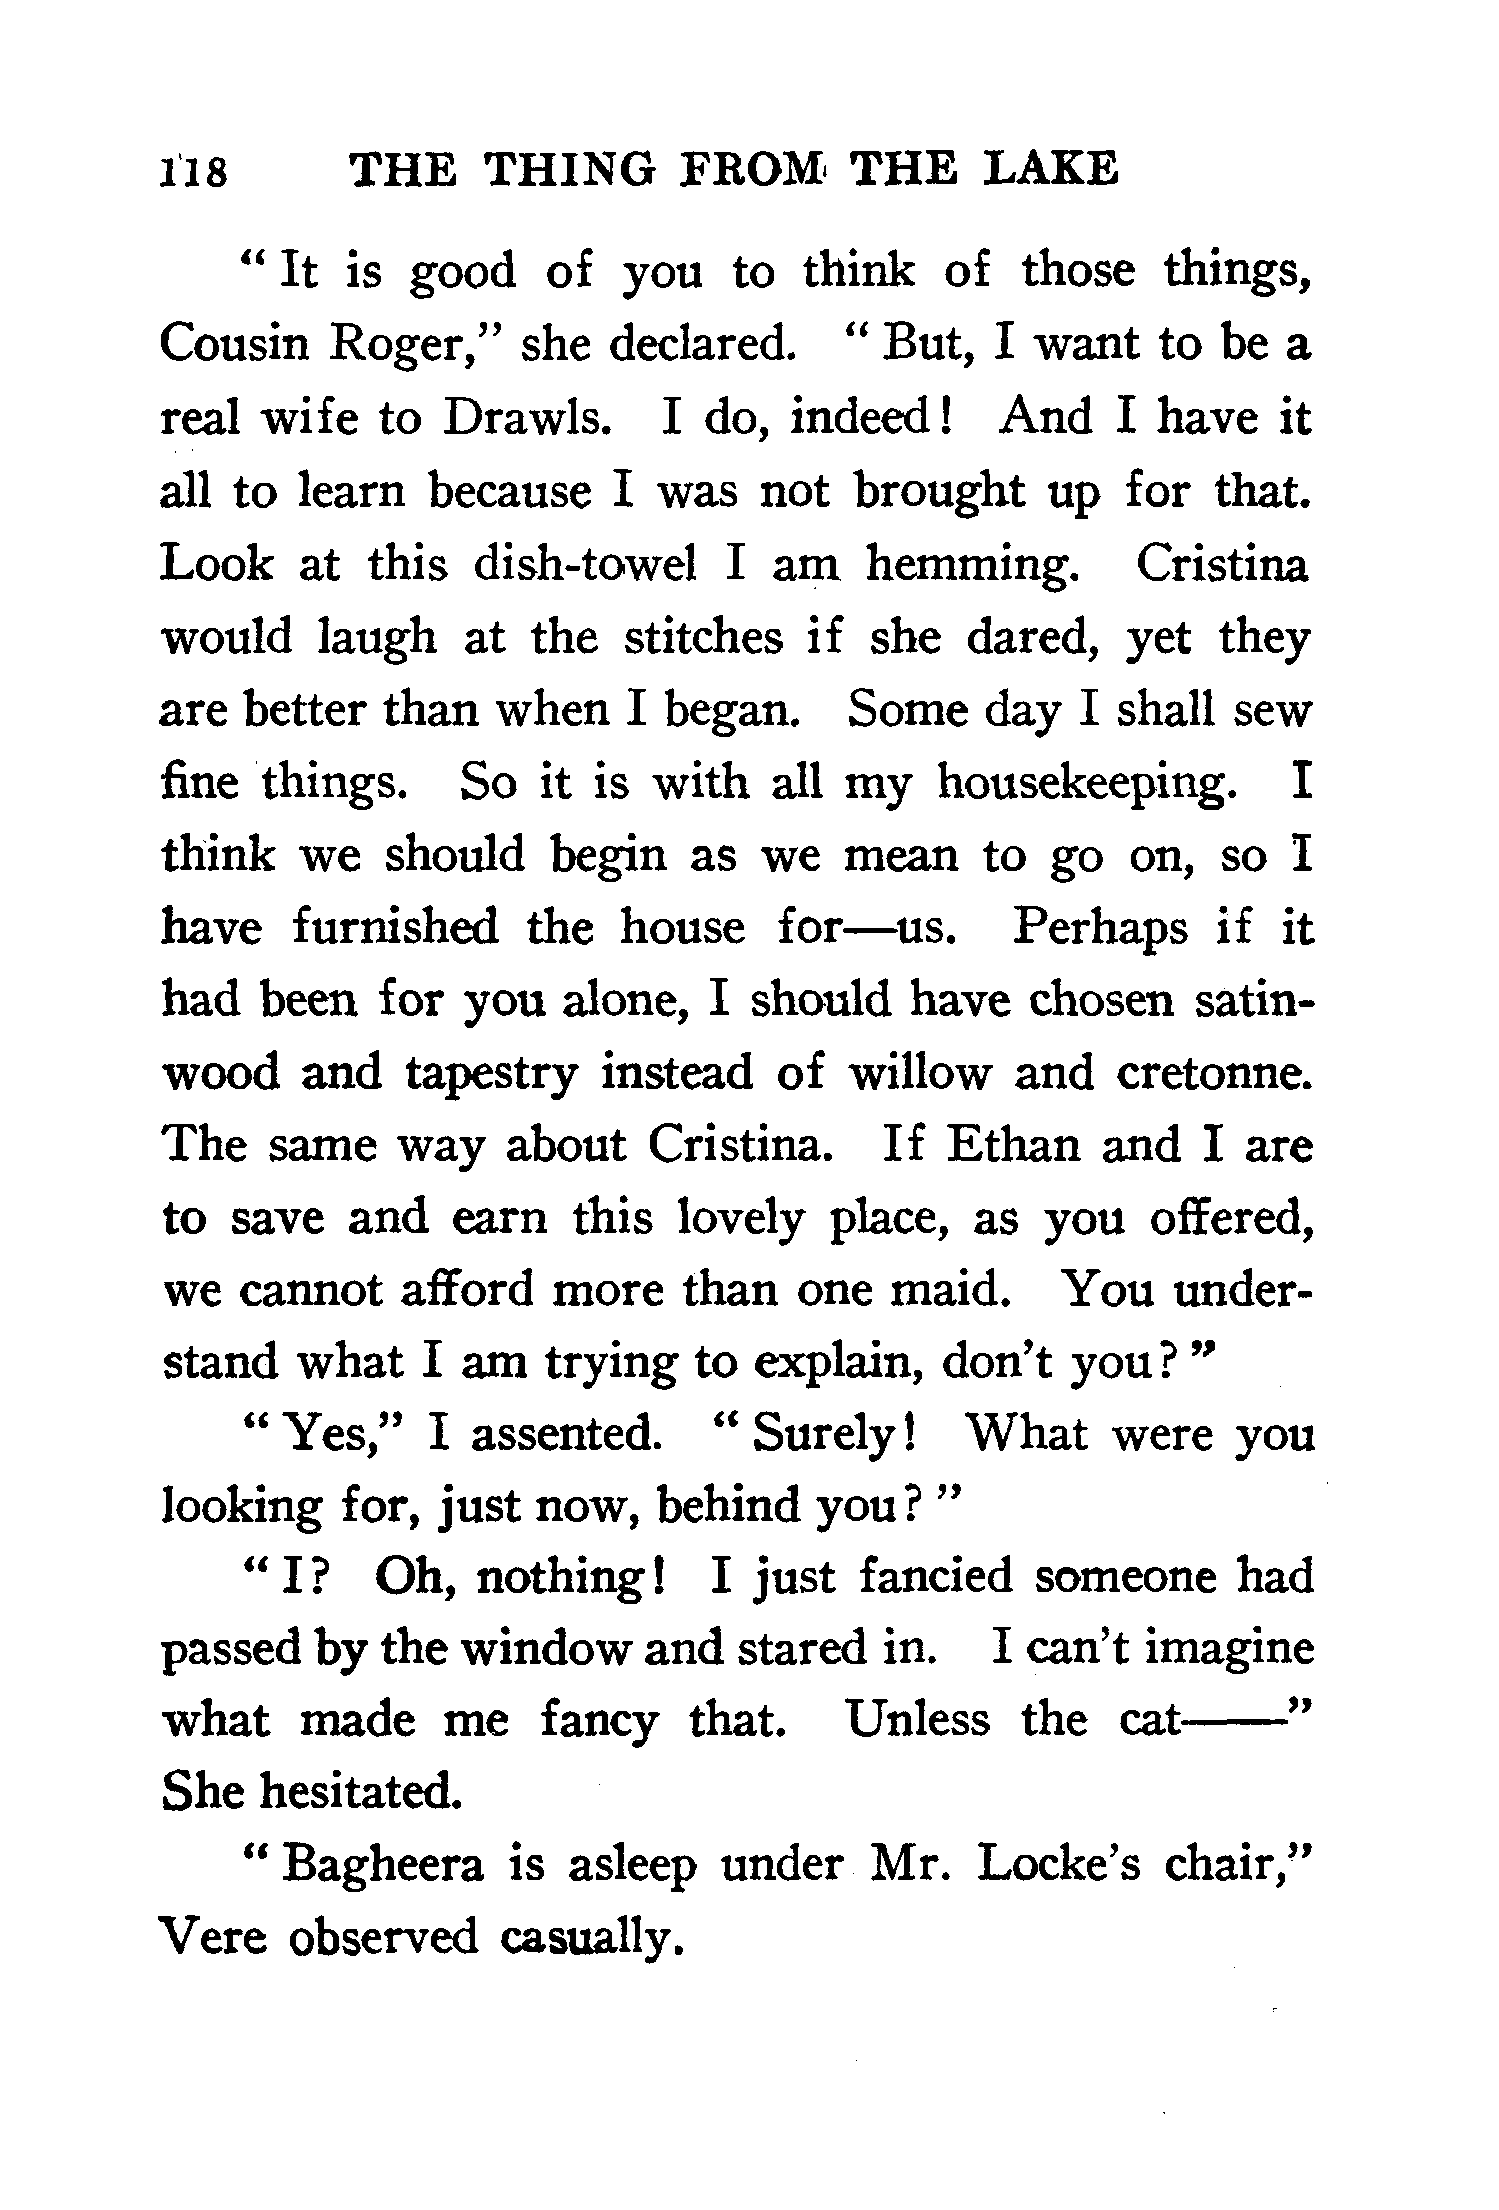 118 THE THING FROM THE LAKE
" It is good of you to think of those things,
Cousin Roger," she declared. " But, I want to be a
real wife to Drawls. I do, indeed! And I have it
all to learn because I was not brought up for that.
Look at this dish-towel I am hemming. Cristina
would laugh at the stitches if she dared, yet they
are better than when I began. Some day I shall sew
fine things. So it is with all my housekeeping. I
think we should begin as we mean to go on, so I
have furnished the house for—us. Perhaps if it
had been for you alone, I should have chosen satin-
wood and tapestry instead of willow and cretonne.
The same way about Cristina. If Ethan and I are
to save and earn this lovely place, as you offered,
we cannot afford more than one maid. You under-
stand what I am trying to explain, don't you? "
" Yes," I assented. " Surely! What were you
looking for, just now, behind you? "
" I? Oh, nothing! I just fancied someone had
passed by the window and stared in. I can't imagine
what made me fancy that. Unless the cat——"
She hesitated.
" Bagheera is asleep under Mr. Locke's chair,"
Vere observed casually.